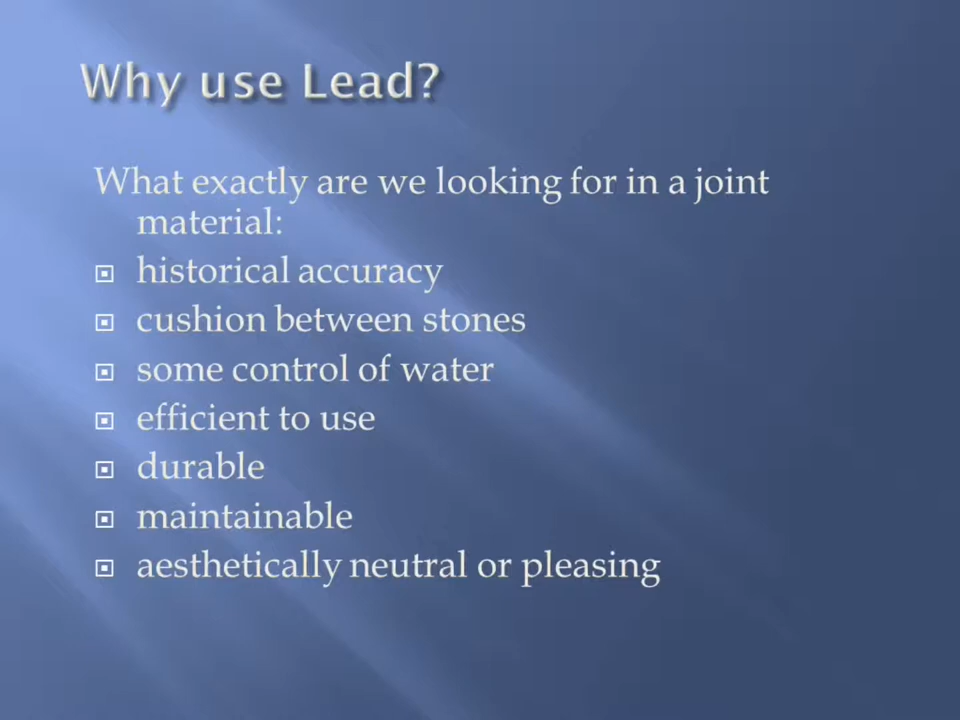 Why use Lead?
What exactly are we looking for in a joint
material:
historical accuracy
cushion between stones
some control of water
efficient to use
durable
maintainable
aesthetically neutral or pleasing